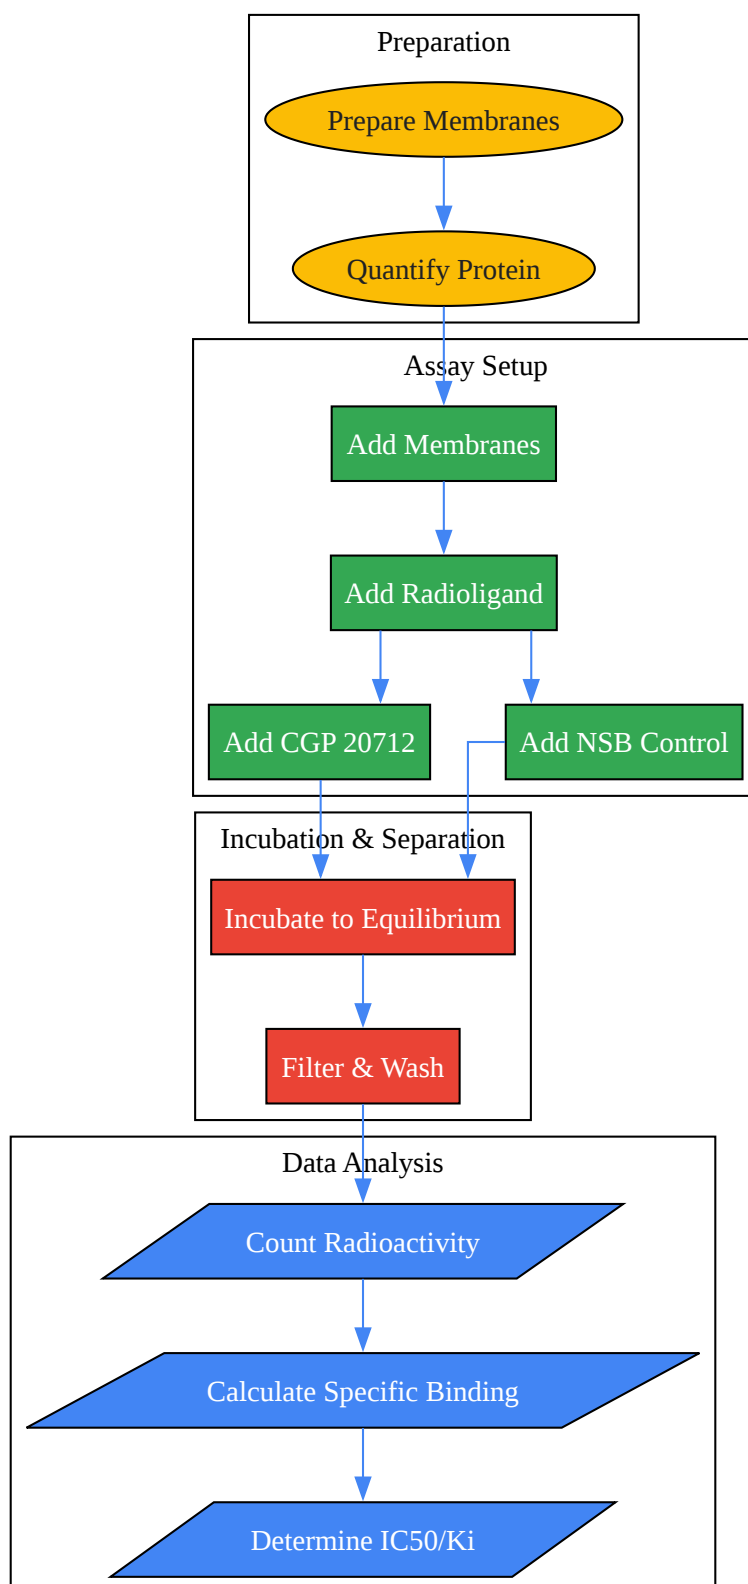 Preparation
Prepare Membranes
Quantify Protein
Assay Setup
Add Membranes
Add Radioligand
Add CGP 20712
Add NSB Control
Incubation & Separation
Incubate to Equilibrium
Filter & Wash
Data Analysis
Count Radioactivity
Calculate Specific Binding
Determine IC50/Ki